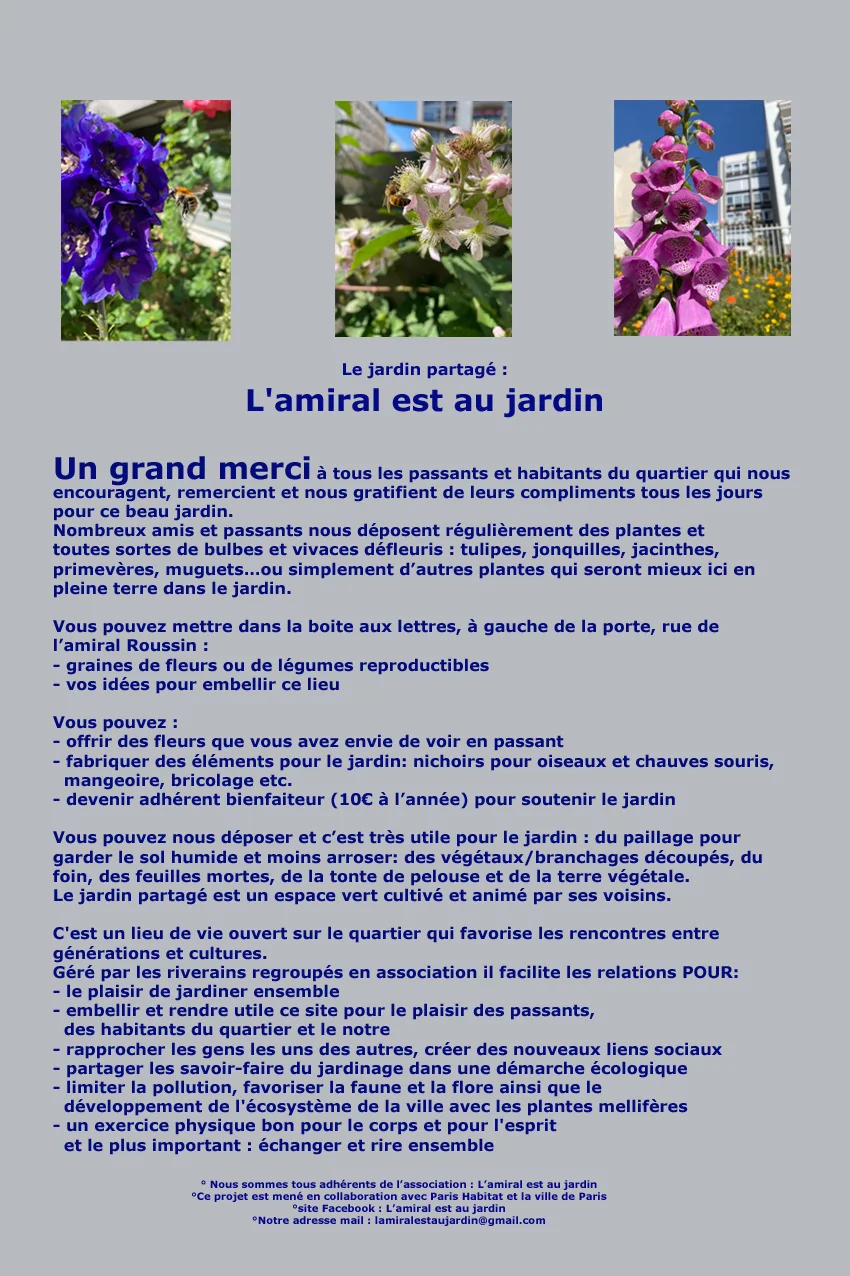 Le jardin partagé :
L'amiral est au jardin
Un grand merci à tous les passants et habitants du quartier qui nous
encouragent, remercient et nous gratifient de leurs compliments tous les jours
pour ce beau jardin.
Nombreux amis et passants nous déposent régulièrement des plantes et
toutes sortes de bulbes et vivaces défleuris : tulipes, jonquilles, jacinthes,
primevères, muguets...ou simplement d’autres plantes qui seront mieux ici en
pleine terre dans le jardin.
Vous pouvez mettre dans la boite aux lettres, à gauche de la porte, rue de
l’amiral Roussin :
- graines de fleurs ou de légumes reproductibles
- vos idées pour embellir ce lieu
Vous pouvez :
- offrir des fleurs que vous avez envie de voir en passant
- fabriquer des éléments pour le jardin: nichoirs pour oiseaux et chauves souris,
mangeoire, bricolage etc.
- devenir adhérent bienfaiteur (10€ à l’année) pour soutenir le jardin
Vous pouvez nous déposer et c’est très utile pour le jardin : du paillage pour
garder le sol humide et moins arroser: des végétaux/branchages découpés, du
foin, des feuilles mortes, de la tonte de pelouse et de la terre végétale.
Le jardin partagé est un espace vert cultivé et animé par ses voisins.
C'est un lieu de vie ouvert sur le quartier qui favorise les rencontres entre
générations et cultures.
Géré par les riverains regroupés en association il facilite les relations POUR:
- le plaisir de jardiner ensemble
- embellir et rendre utile ce site pour le plaisir des passants,
des habitants du quartier et le notre
- rapprocher les gens les uns des autres, créer des nouveaux liens sociaux
- partager les savoir-faire du jardinage dans une démarche écologique
- limiter la pollution, favoriser la faune et la flore ainsi que le
développement de l'écosystème de la ville avec les plantes mellifères
- un exercice physique bon pour le corps et pour l'esprit
et le plus important : échanger et rire ensemble
° Nous sommes tous adhérents de l’association : L’amiral est au jardin
°Ce projet est mené en collaboration avec Paris Habitat et la ville de Paris
°site Facebook : L’amiral est au jardin
°Notre adresse mail : lamiralestaujardin@gmail.com